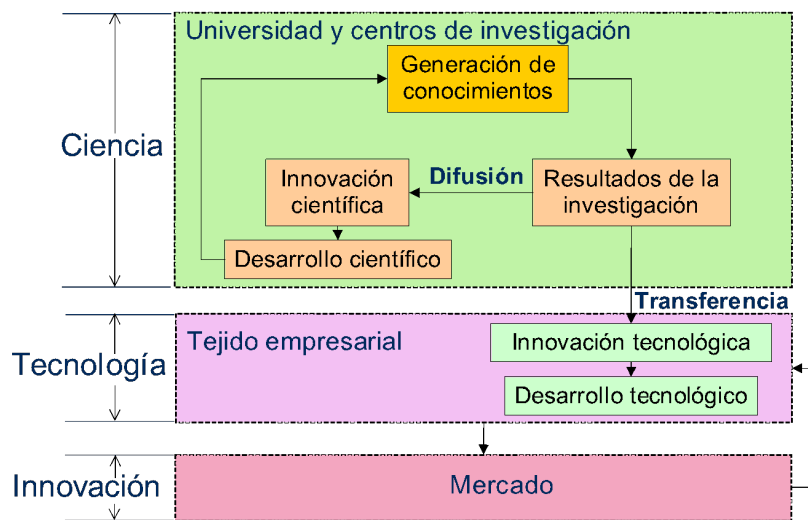 Universidad y centros de investigación
Generación de
conocimientos
Ciencia
Innovación
científica
Difusión
Resultados de la
investigación
Desarrollo científico
Transferencia
Tejido empresarial
Innovación tecnológica
Tecnología
Desarrollo tecnológico
Innovación
Mercado